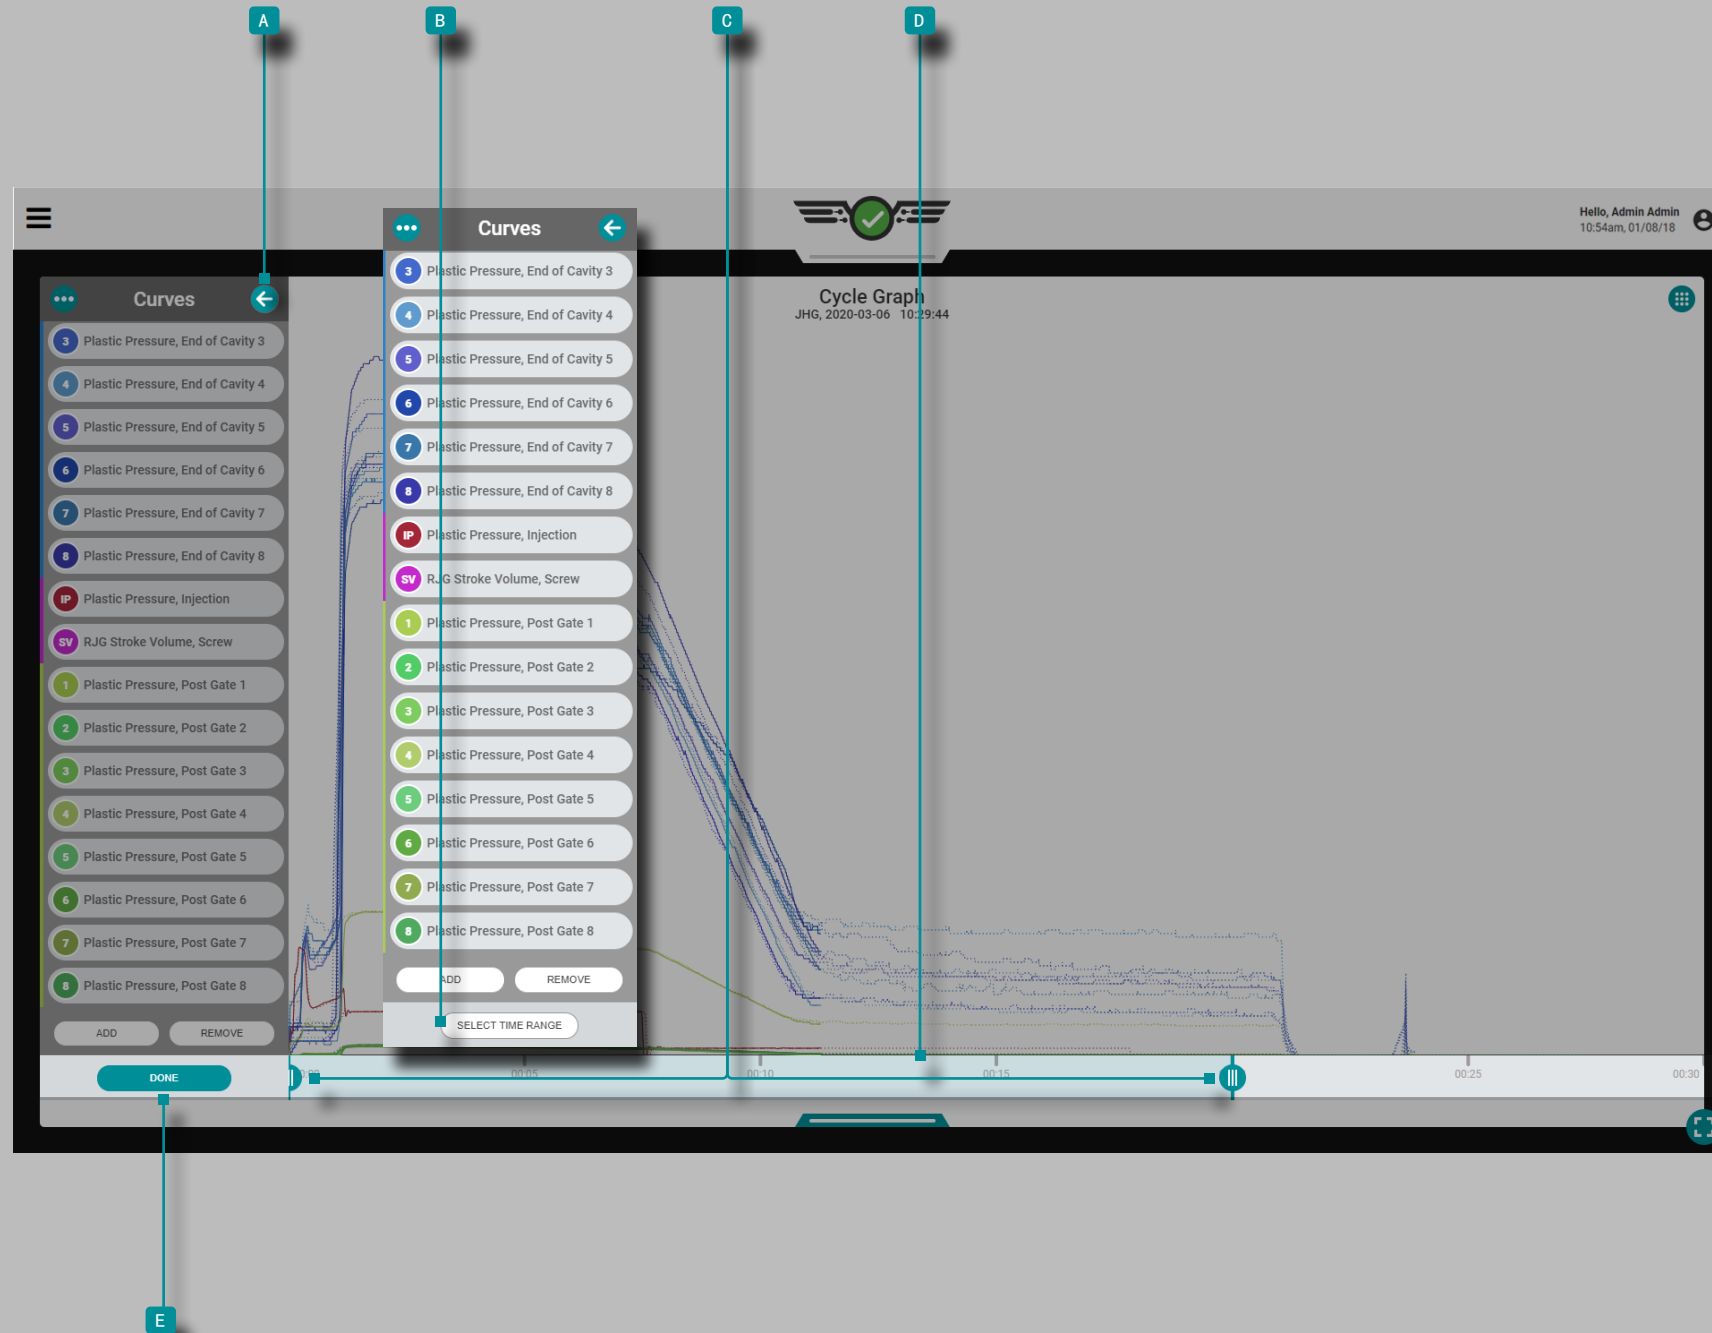 A
B
C
D
Hello, Admin Admin
10:54am, 01/08/18
Curves
3 Plastic Pressure, End of Cavity 3
4 Plastic Pressure, End of Cavity 4
5 Plastic Pressure, End of Cavity 5
6 Plastic Pressure, End of Cavity 6
7 Plastic Pressure, End of Cavity 7
8 Plastic Pressure, End of Cavity 8
IP Plastic Pressure, Injection
SV RJG Stroke Volume, Screw
1 Plastic Pressure, Post Gate 1
2 Plastic Pressure, Post Gate 2
3 Plastic Pressure, Post Gate 3
4 Plastic Pressure, Post Gate 4
5 Plastic Pressure, Post Gate 5
6 Plastic Pressure, Post Gate 6
7 Plastic Pressure, Post Gate 7
8 Plastic Pressure, Post Gate 8
ADD REMOVE
DONE
Curves
3 Plastic Pressure, End of Cavity 3
4 Plastic Pressure, End of Cavity 4
5 Plastic Pressure, End of Cavity 5
6 Plastic Pressure, End of Cavity 6
7 Plastic Pressure, End of Cavity 7
8 Plastic Pressure, End of Cavity 8
IP Plastic Pressure, Injection
SV RJG Stroke Volume, Screw
1 Plastic Pressure, Post Gate 1
2 Plastic Pressure, Post Gate 2
3 Plastic Pressure, Post Gate 3
4 Plastic Pressure, Post Gate 4
5 Plastic Pressure, Post Gate 5
6 Plastic Pressure, Post Gate 6
7 Plastic Pressure, Post Gate 7
8 Plastic Pressure, Post Gate 8
ADD REMOVE
SELECT TIME RANGE
Cycle Graph
JHG, 2020-03-06 10:29:44
00:05 00:10 00:15 00:25 00:30
E